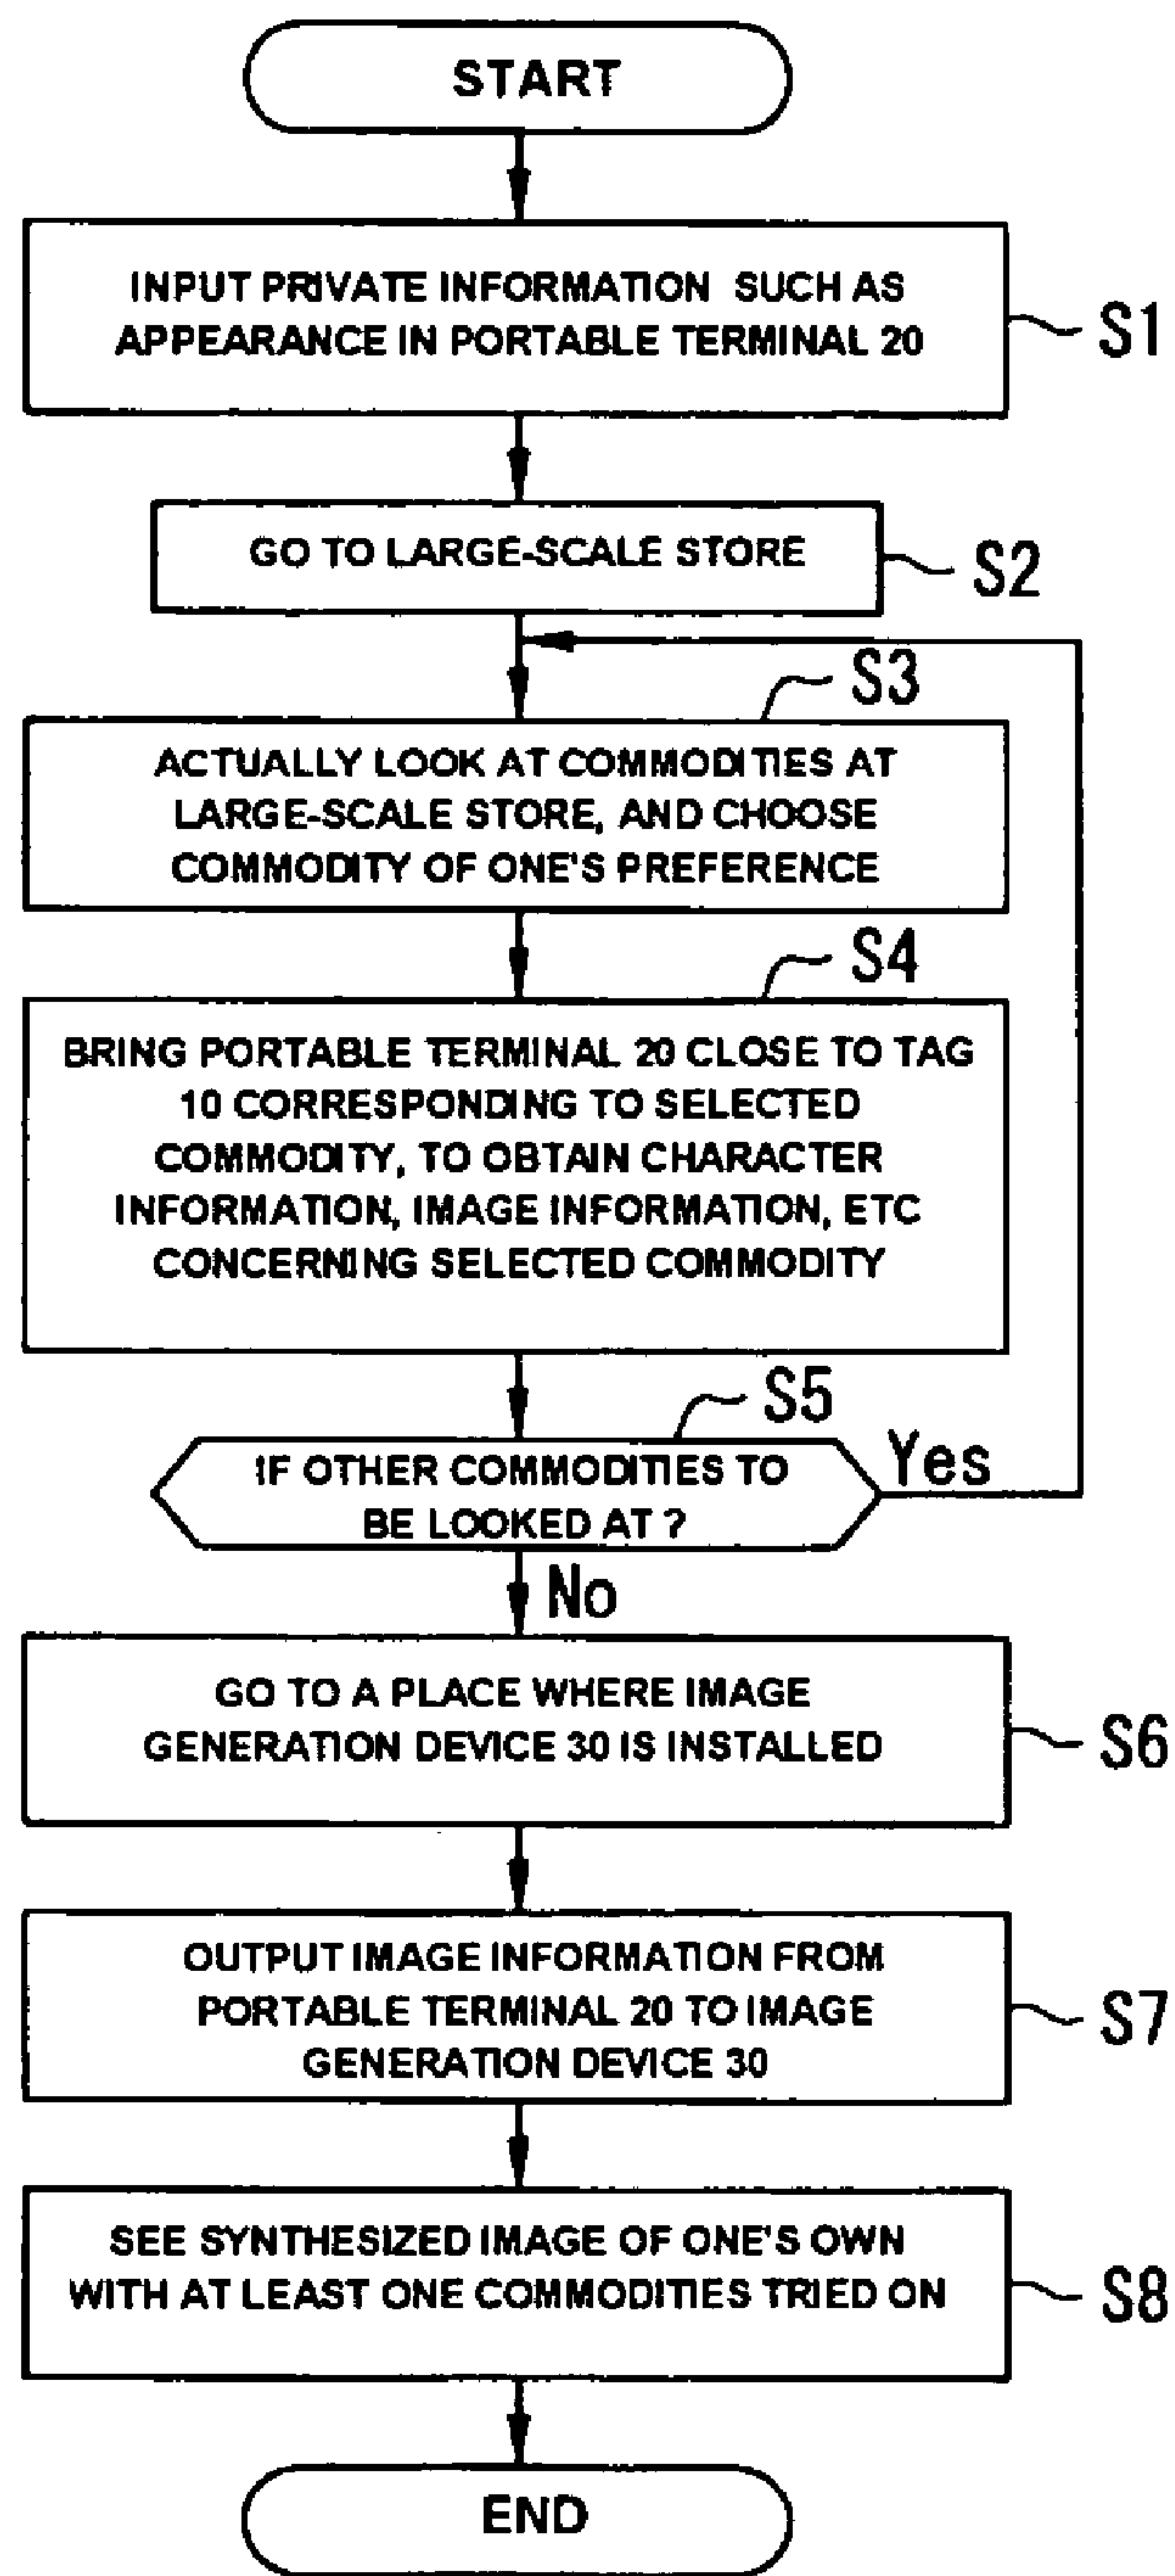 START
INPUT PRIVATE INFORMATION SUCH AS
APPEARANCE IN PORTABLE TERMINAL 20
S1
GO TO LARGE-SCALE STORE
S2
S3
ACTUALLY LOOK AT COMMODITIES AT
LARGE-SCALE STORE, AND CHOOSE
COMMODITY OF ONE'S PREFERENCE
S4
BRING PORTABLE TERMINAL 20 CLOSE TO TAG
10 CORRESPONDING TO SELECTED
COMMODITY, TO OBTAIN CHARACTER
INFORMATION, IMAGE INFORMATION, ETC
CONCERNING SELECTED COMMODITY
S5
IF OTHER COMMODITIES TO
BE LOOKED AT ?
Yes
No
GO TO A PLACE WHERE IMAGE
GENERATION DEVICE 30 IS INSTALLED
S6
OUTPUT IMAGE INFORMATION FROM
PORTABLE TERMINAL 20 TO IMAGE
GENERATION DEVICE 30
S7
SEE SYNTHESIZED IMAGE OF ONE'S OWN
WITH AT LEAST ONE COMMODITIES TRIED ON
S8
END